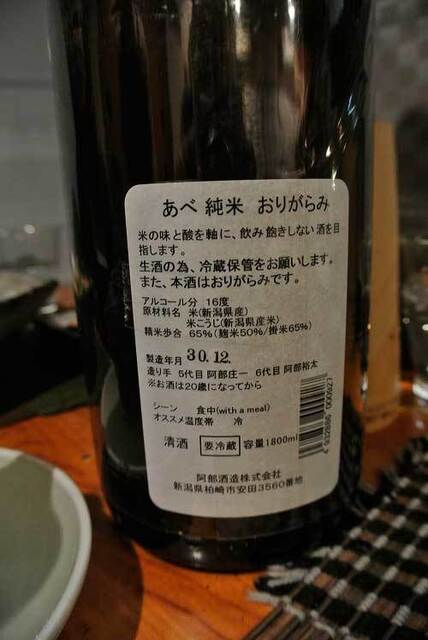 あべ 純米 おりがらみ
米の味と酸を軸に、飲み飽きしない酒を目
指します。
生酒の為、冷蔵保管をお願いします。
また、本酒はおりがらみです。
アルコール分 16度
原材料名 米(新潟県産)
米こうじ(新潟県産米)
精米歩合 65%(麹米50%/掛米65%)
製造年月 30.12.
造り手 5代目 阿部庄一 6代目 阿部裕太
※お酒は20歳になってから
シーン 食中(with a meal)
オススメ温度帯 冷
清酒 要冷蔵 容量1800ml
4932886000927
阿部酒造株式会社
新潟県柏崎市安田3560番地